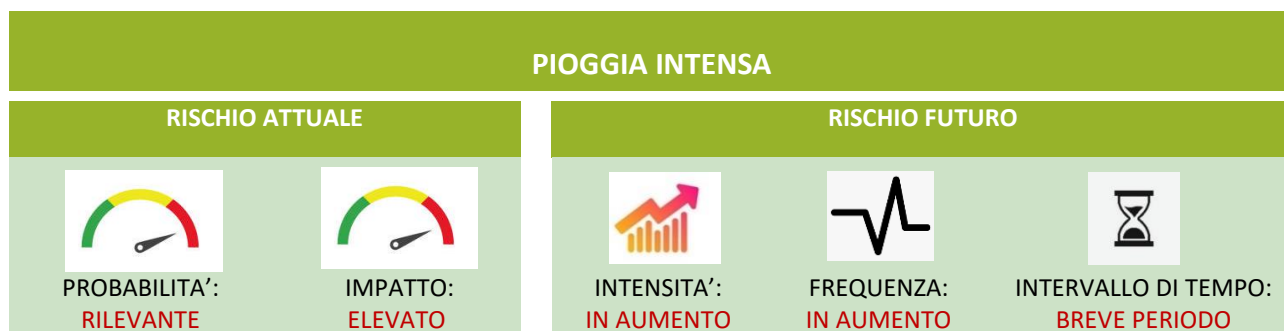 PIOGGIA INTENSA
RISCHIO ATTUALE
RISCHIO FUTURO
PROBABILITA’:
RILEVANTE
IMPATTO:
ELEVATO
INTENSITA’:
IN AUMENTO
FREQUENZA:
IN AUMENTO
INTERVALLO DI TEMPO:
BREVE PERIODO